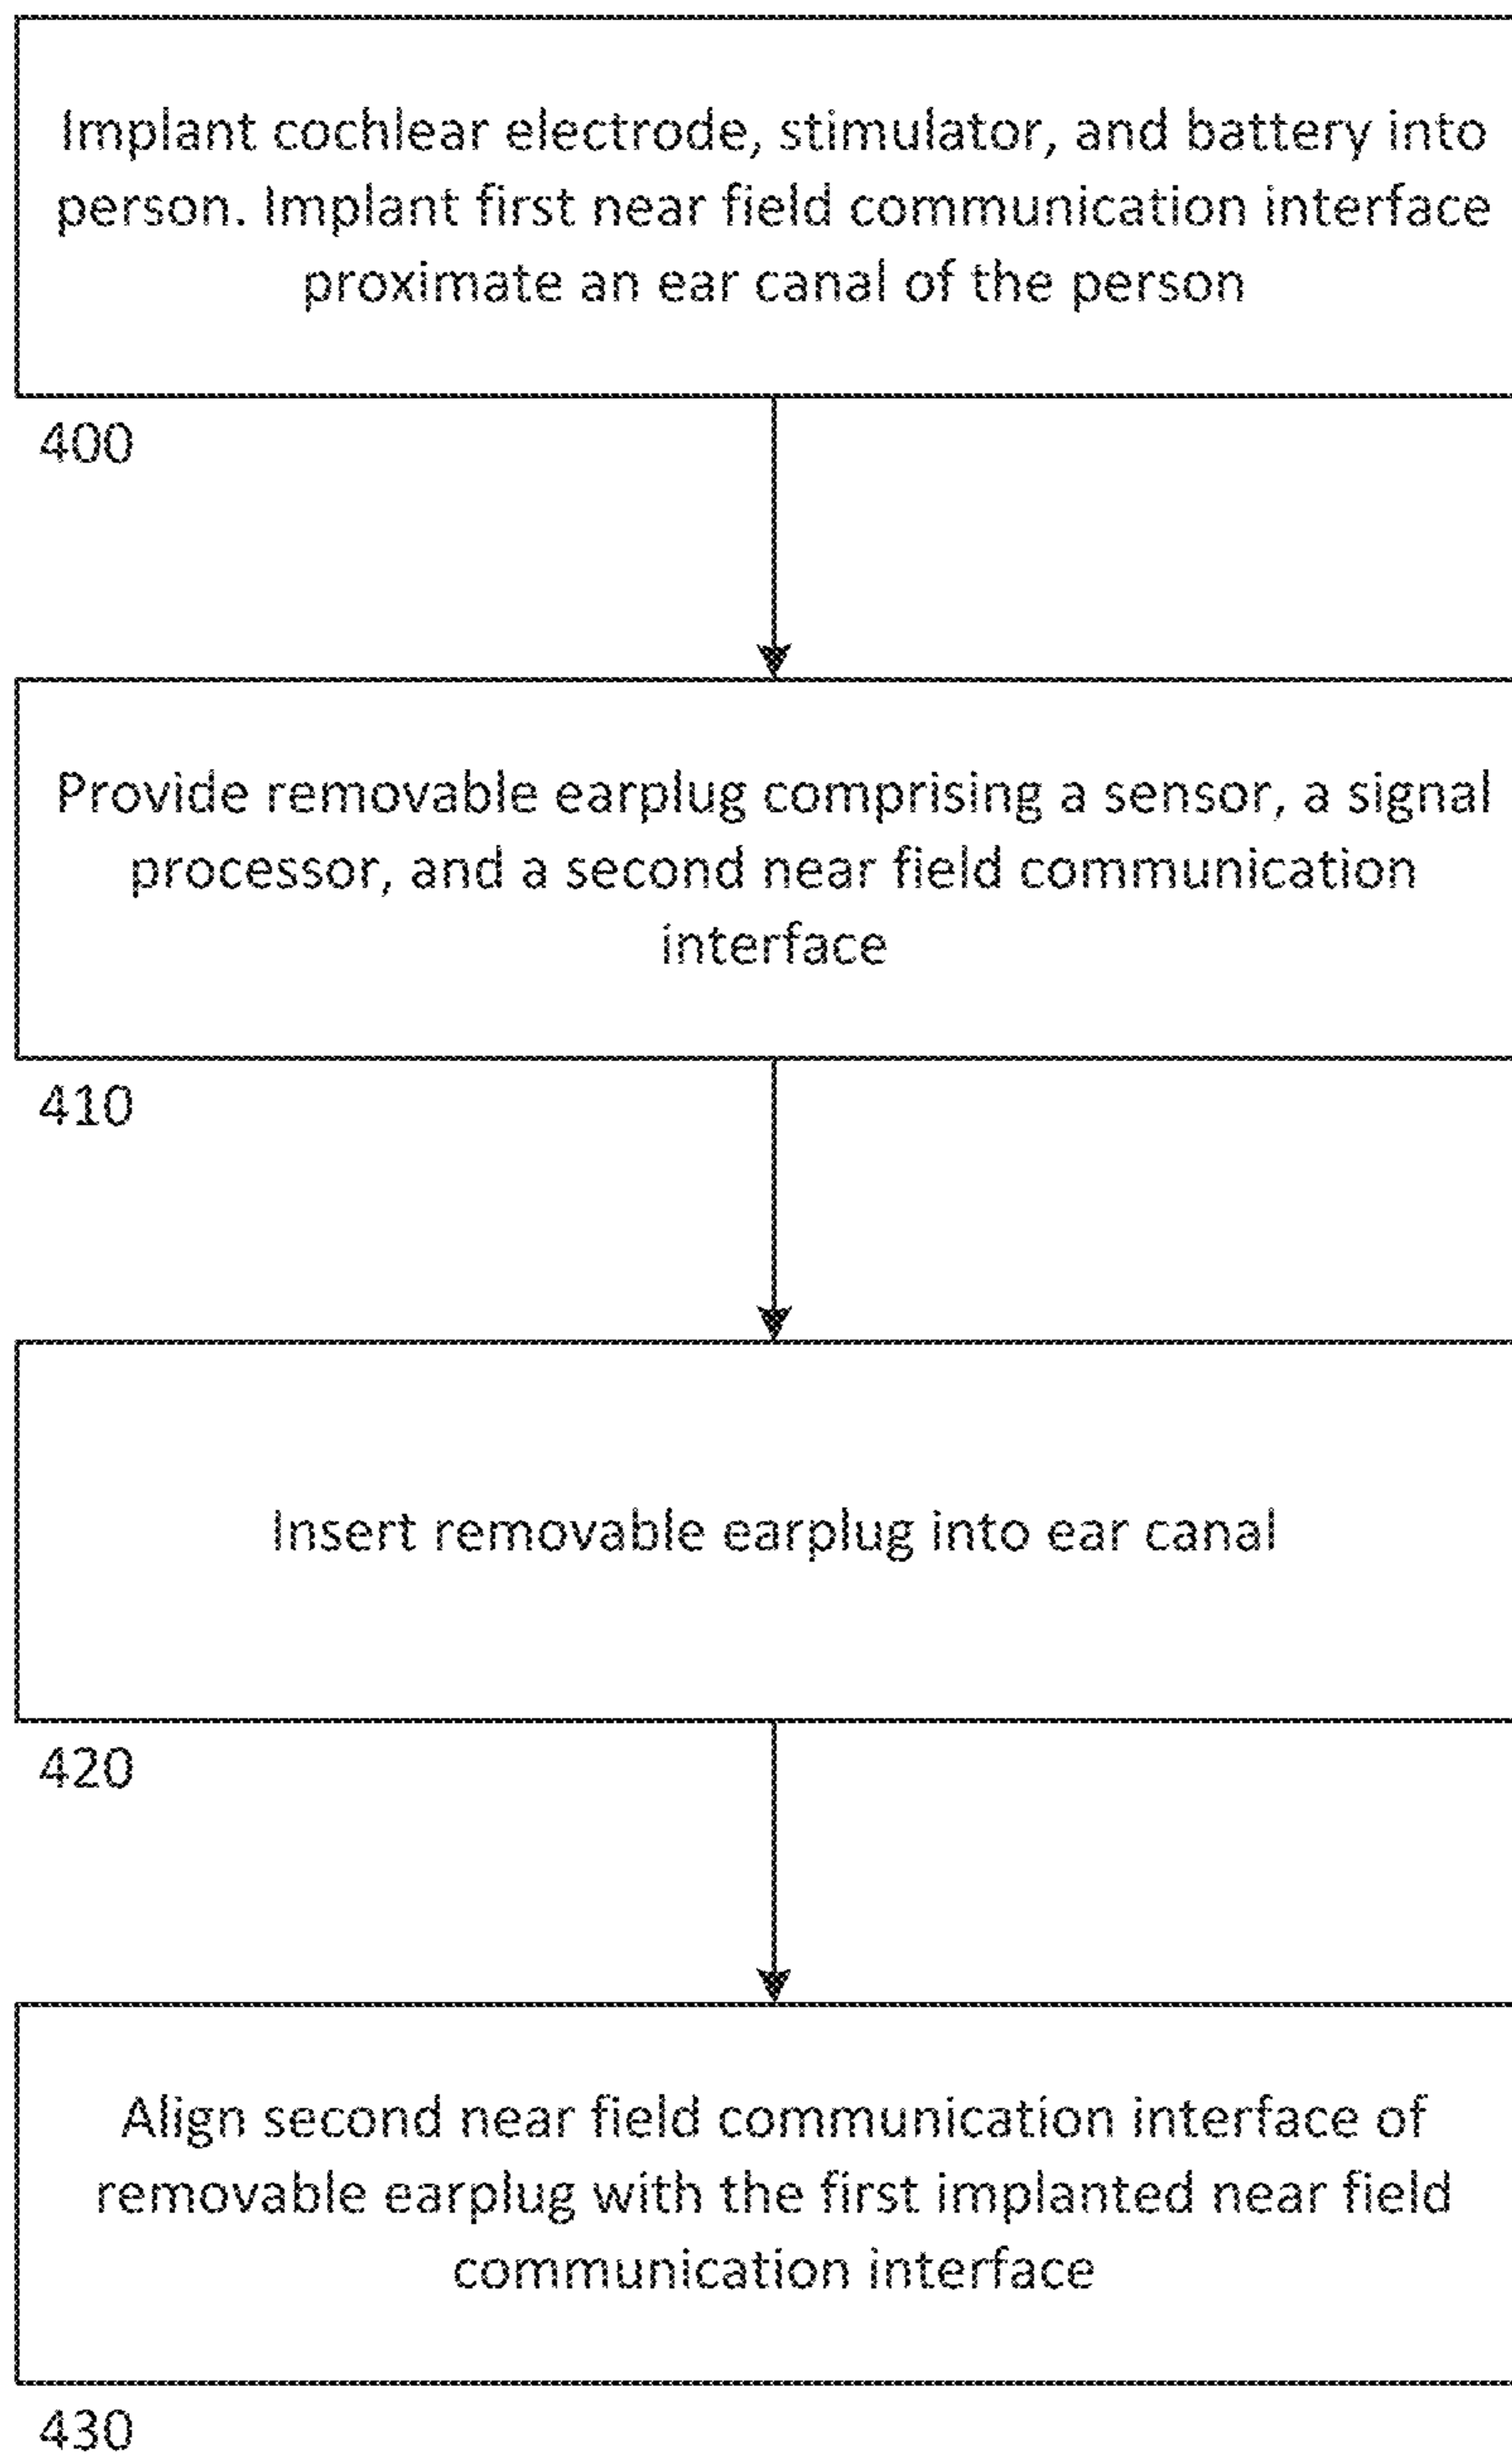 Implant cochlear electrode, stimulator, and battery into
person. Implant first near field communication interface
proximate an ear canal of the person
400
Provide removable earplug comprising a sensor, a signal
processor, and a second near field communication
interface
410
Insert removable earplug into ear canal
420
Align second near field communication interface of
removable earplug with the first implanted near field
communication interface
430